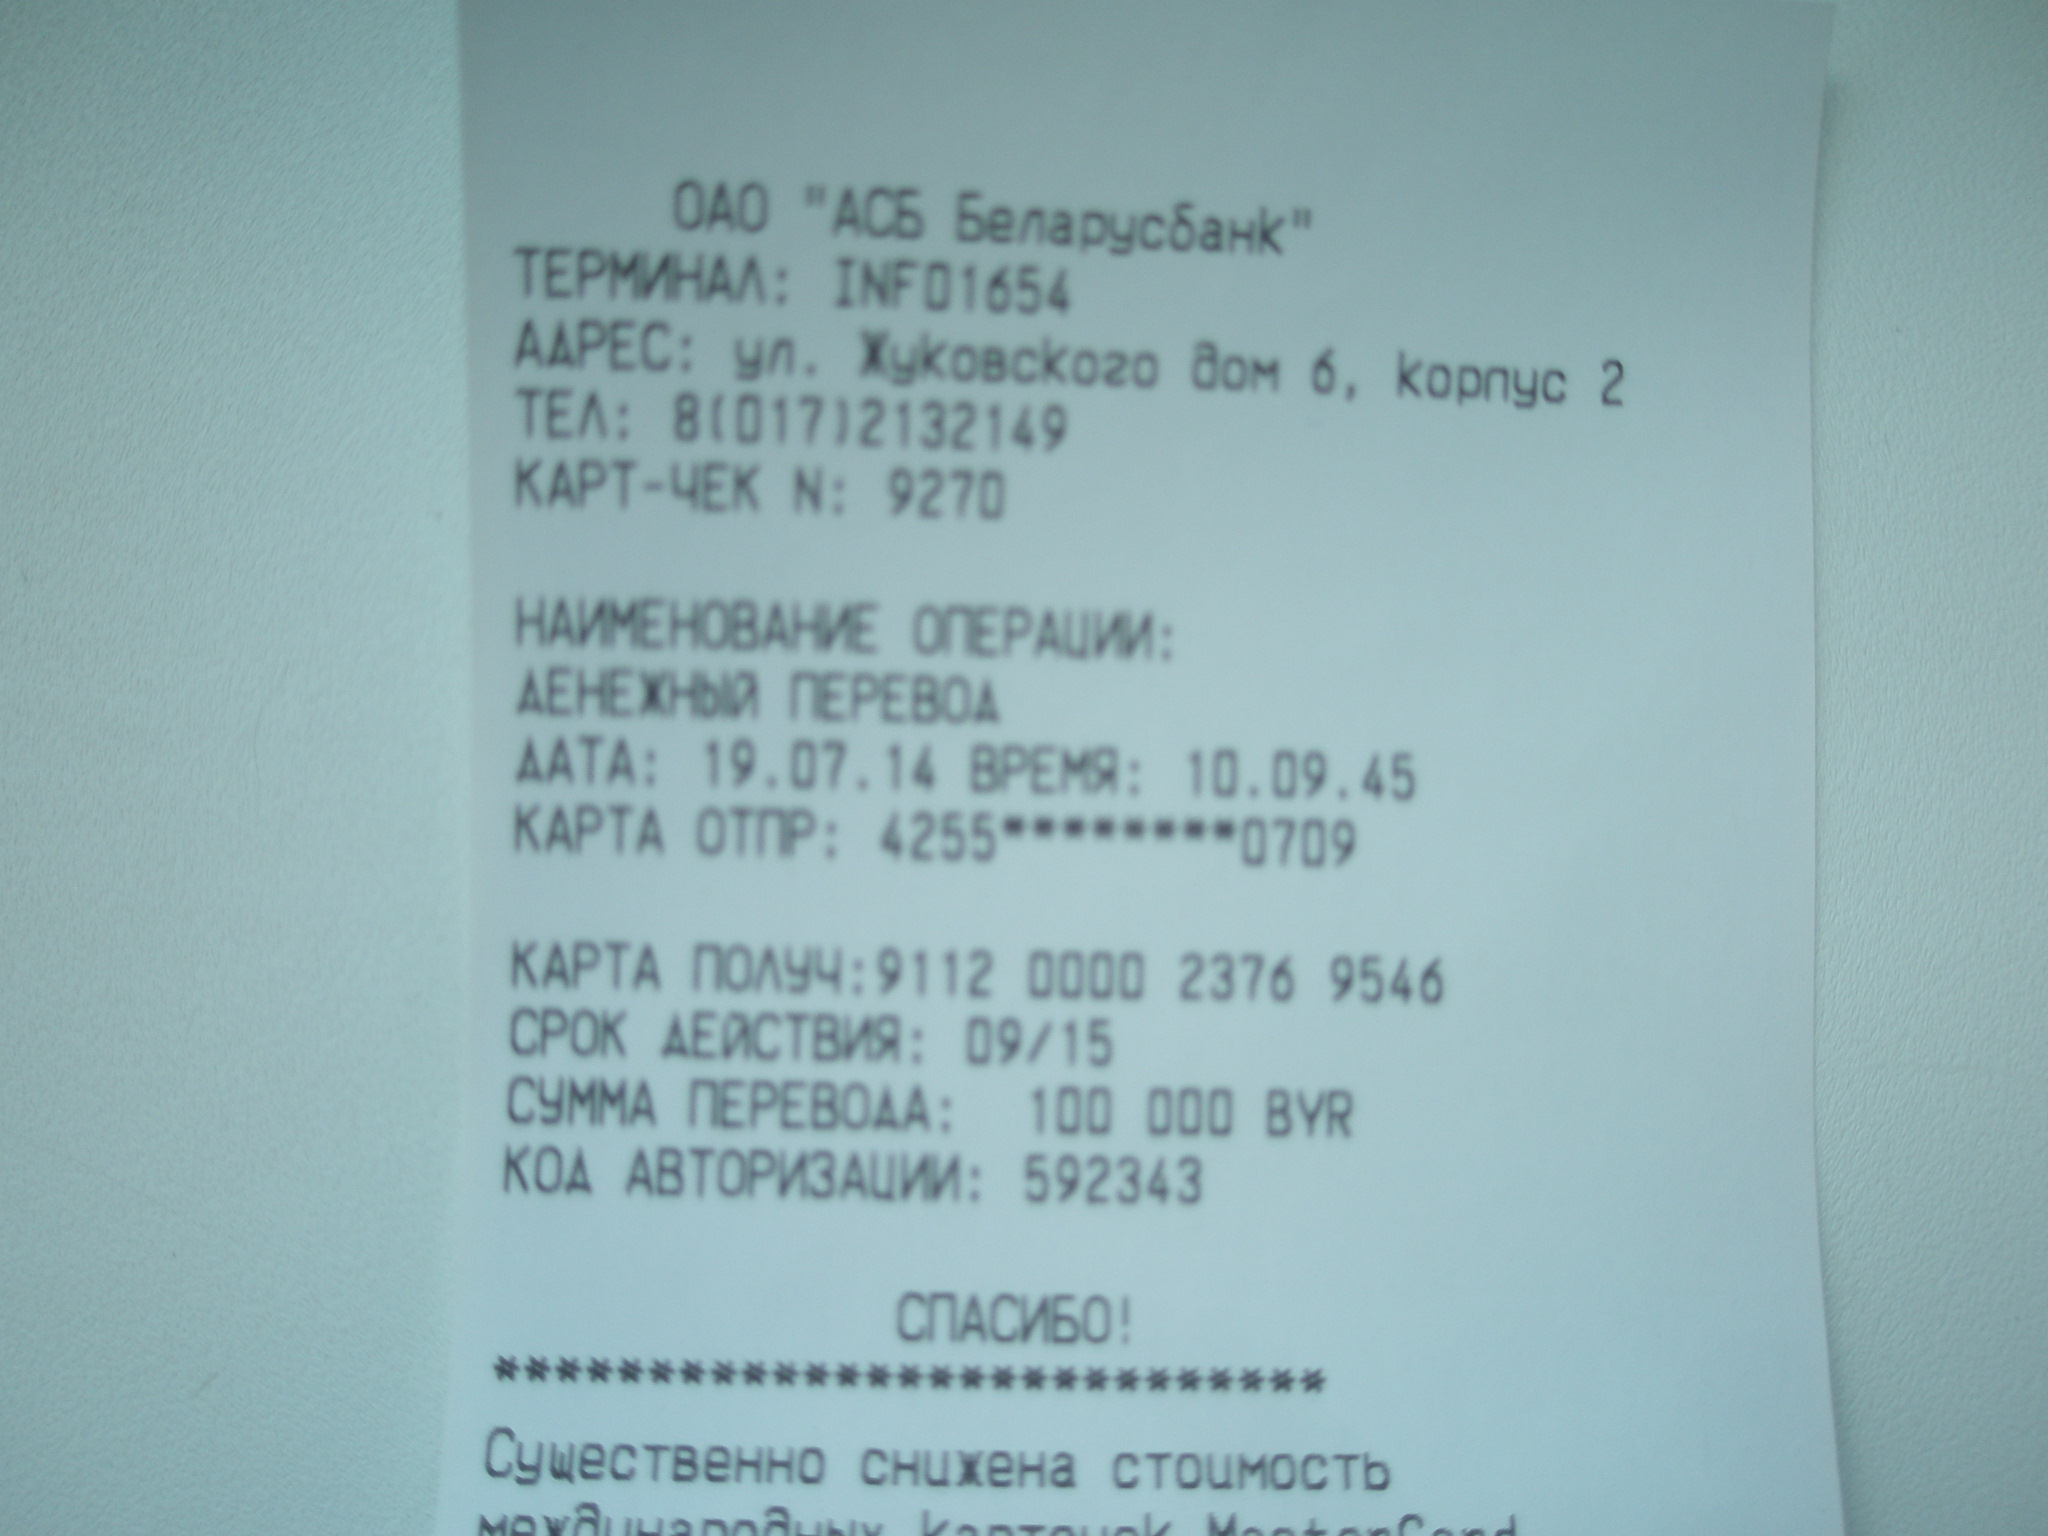 ОАО "АСБ Беларусбанк"
ТЕРМИНАЛ: INF01654
АДРЕС: ул. Жуковского дом 6, корпус 2
ТЕЛ: 8(017)2132149
КАРТ-ЧЕК N: 9270
НАИМЕНОВАНИЕ ОПЕРАЦИИ:
ДЕНЕЖНЫЙ ПЕРЕВОД
ДАТА: 19.07.14 ВРЕМЯ: 10.09.45
КАРТА ОТПР: 4255********0709
КАРТА ПОЛУЧ:9112 0000 2376 9546
СРОК ДЕЙСТВИЯ: 09/15
СУММА ПЕРЕВОДА: 100 000 BYR
КОД АВТОРИЗАЦИИ: 592343
СПАСИБО!
***************************
Существенно снижена стоимость
международных карточек MasterCard